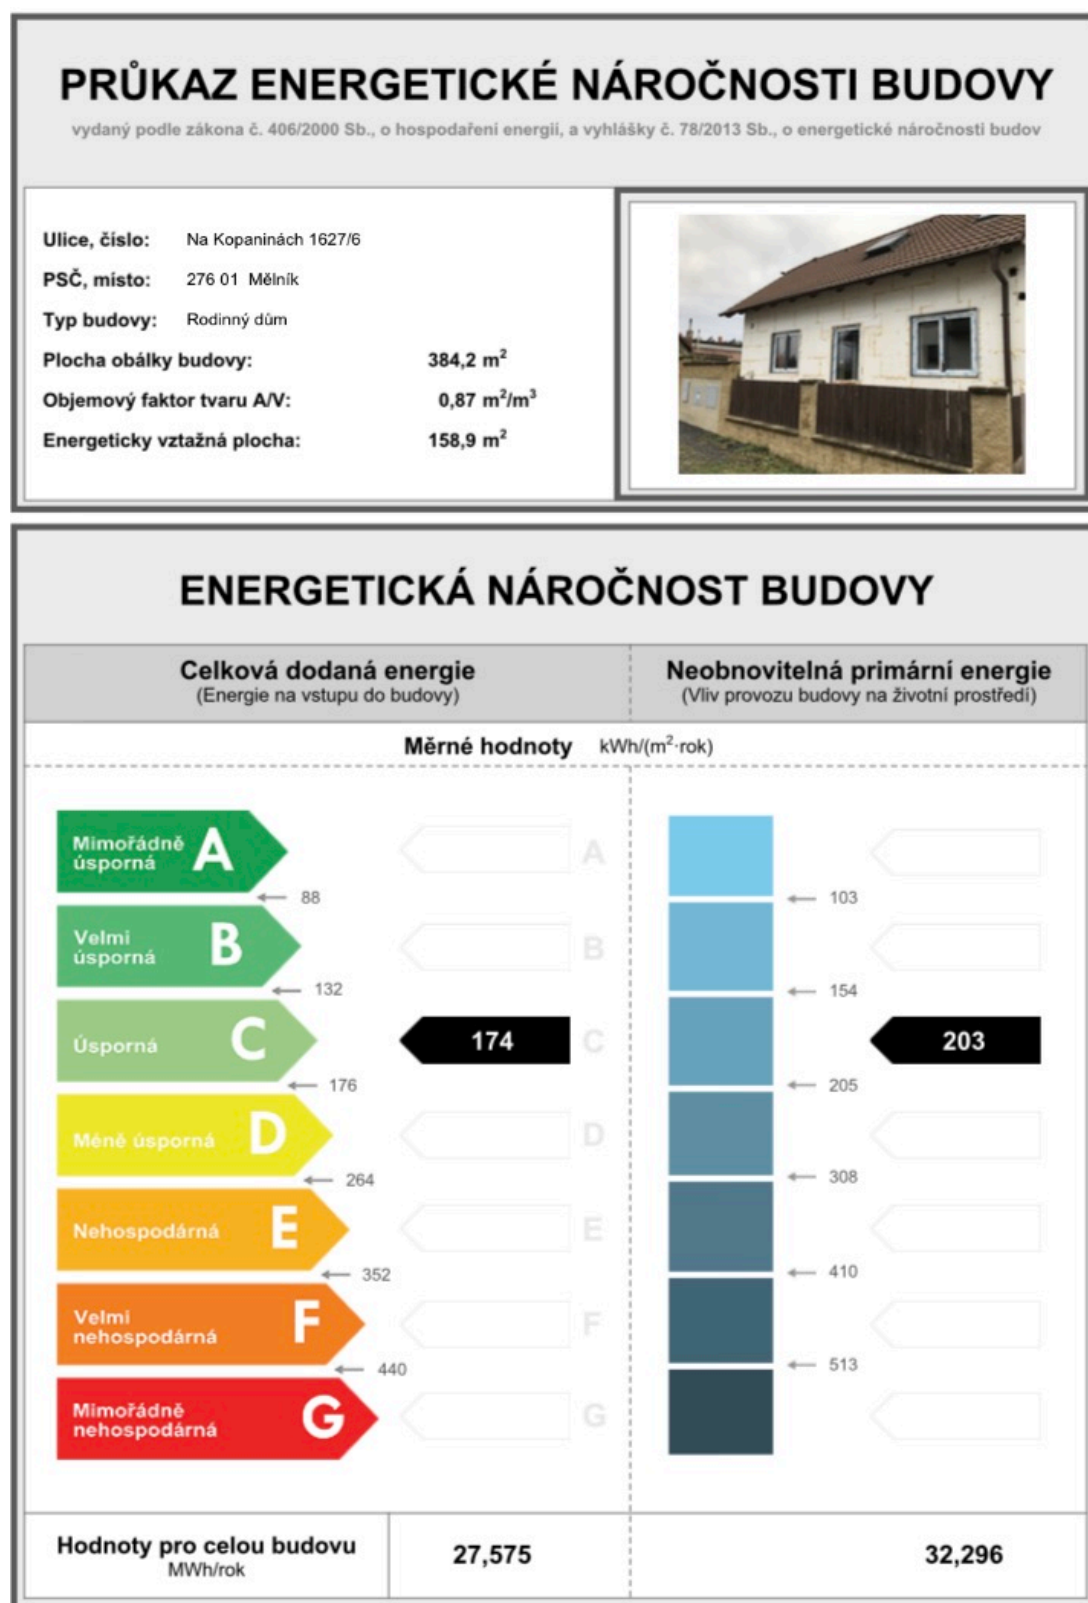 PRŮKAZ ENERGETICKÉ NÁROČNOSTI BUDOVY
vydaný podle zákona č. 406/2000 Sb., o hospodaření energií, a vyhlášky č. 78/2013 Sb., o energetické náročnosti budov
Ulice, číslo: Na Kopaninách 1627/6
PSČ, místo: 276 01 Mělník
Typ budovy: Rodinný dům
Plocha obálky budovy: 384,2 m²
Objemový faktor tvaru A/V: 0,87 m²/m³
Energeticky vztažná plocha: 158,9 m²
ENERGETICKÁ NÁROČNOST BUDOVY
Celková dodaná energie
(Energie na vstupu do budovy)
Neobnovitelná primární energie
(Vliv provozu budovy na životní prostředí)
Měrné hodnoty kWh/(m²·rok)
Mimořádně
úsporná A
A
← 88
← 103
Velmi
úsporná B
B
← 132
← 154
Úsporná C
174 C
203
← 176
← 205
Méně úsporná D
D
← 264
← 308
Nehospodárná E
E
← 352
← 410
Velmi
nehospodárná F
F
← 440
← 513
Mimořádně
nehospodárná G
G
Hodnoty pro celou budovu
MWh/rok
27,575
32,296